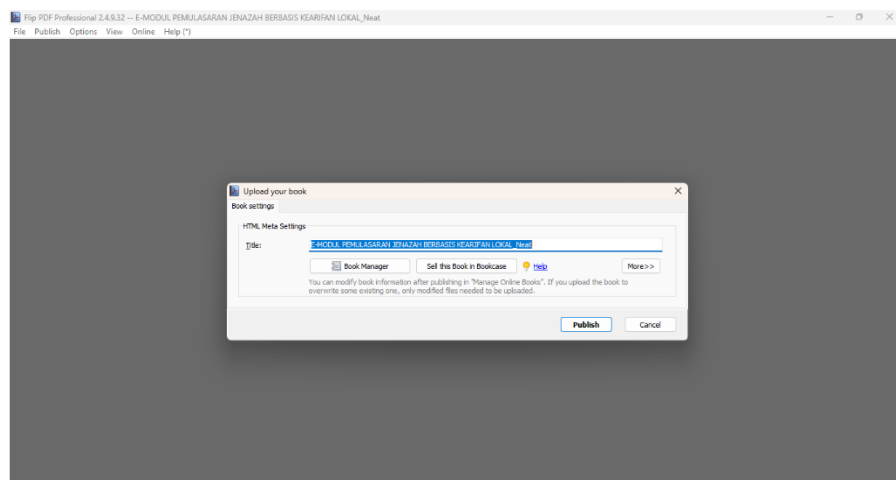 Flip PDF Professional 2.4.9.32 -- E-MODUL PEMULASARAN JENAZAH BERBASIS KEARIFAN LOKAL_Neat
File Publish Options View Online Help (*)
Upload your book
Book settings
HTML Meta Settings
Title: E-MODUL PEMULASARAN JENAZAH BERBASIS KEARIFAN LOKAL_Neat
Book Manager Sell this Book in Bookcase Help More>>
You can modify book information after publishing in "Manage Online Books". If you upload the book to
overwrite some existing one, only modified files needed to be uploaded.
Publish Cancel